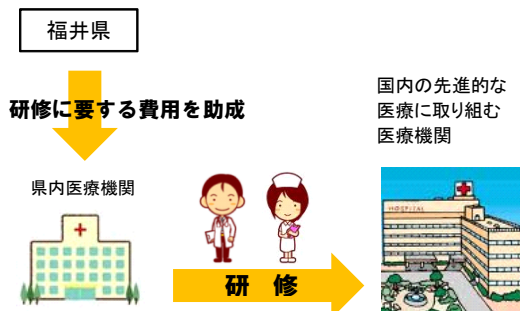 福井県
研修に要する費用を助成
国内の先進的な
医療に取り組む
医療機関
県内医療機関
HOSPITAL
研　修